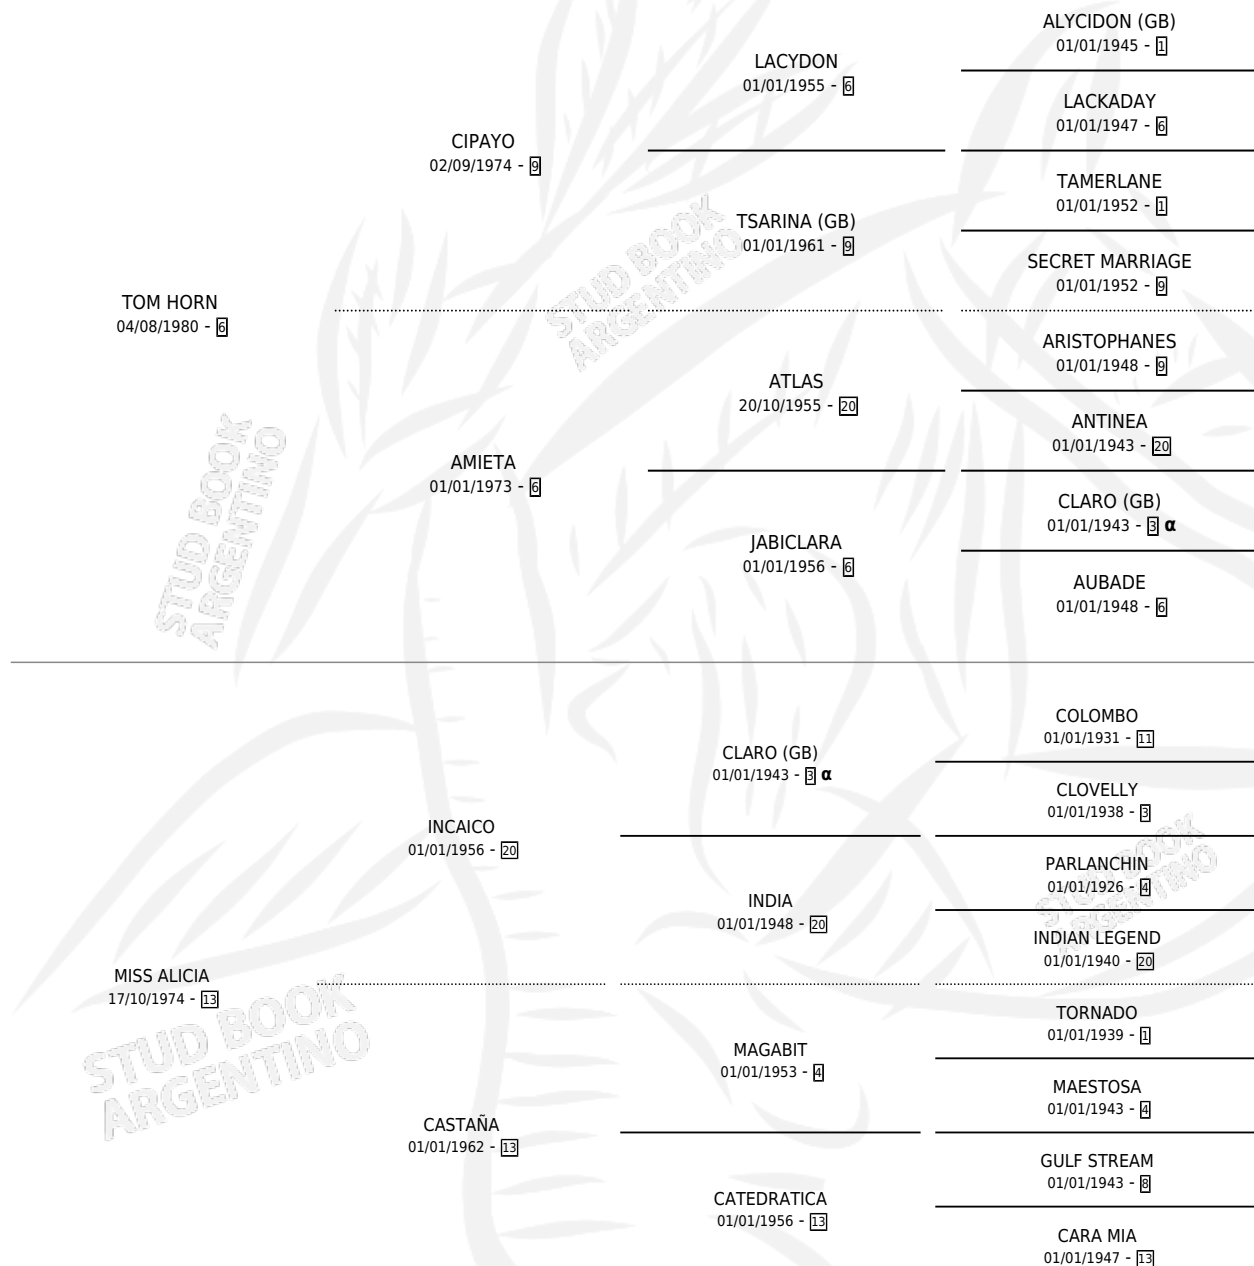 ALYCIDON (GB)
01/01/1945 - 1
LACYDON
01/01/1955 - 6
LACKADAY
01/01/1947 - 6
CIPAYO
02/09/1974 - 9
TAMERLANE
01/01/1952 - 1
TSARINA (GB)
01/01/1961 - 9
SECRET MARRIAGE
01/01/1952 - 9
TOM HORN
04/08/1980 - 6
ARISTOPHANES
01/01/1948 - 9
ATLAS
20/10/1955 - 20
ANTINEA
01/01/1943 - 20
AMIETA
01/01/1973 - 6
CLARO (GB)
01/01/1943 - 3 α
JABICLARA
01/01/1956 - 6
AUBADE
01/01/1948 - 6
COLOMBO
01/01/1931 - 11
CLARO (GB)
01/01/1943 - 3 α
CLOVELLY
01/01/1938 - 3
INCAICO
01/01/1956 - 20
PARLANCHIN
01/01/1926 - 4
INDIA
01/01/1948 - 20
INDIAN LEGEND
01/01/1940 - 20
MISS ALICIA
17/10/1974 - 13
TORNADO
01/01/1939 - 1
MAGABIT
01/01/1953 - 4
MAESTOSA
01/01/1943 - 4
CASTAÑA
01/01/1962 - 13
GULF STREAM
01/01/1943 - 8
CATEDRATICA
01/01/1956 - 13
CARA MIA
01/01/1947 - 13
STUD BOOK
ARGENTINO
STUD BOOK
ARGENTINO
STUD BOOK
ARGENTINO
STUD BOOK
ARGENTINO